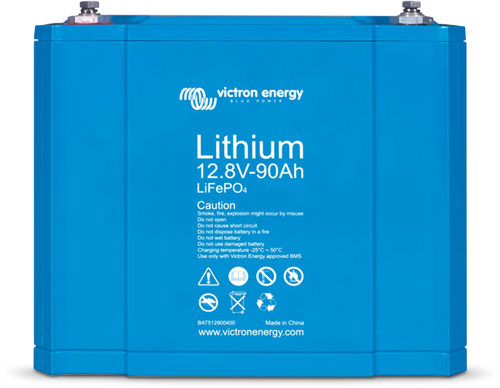 victron energy
BLUE POWER
Lithium
12.8V-90Ah
LiFePO₄
Caution
Smoke, fire, explosion might occur by misuse
Do not open
Do not cause short circuit
Do not dispose battery in a fire
Do not wet battery
Do not use damaged battery
Charging temperature -25°C ~ 50°C
Use only with Victron Energy approved BMS
BAT512900400 Made in China
www.victronenergy.com